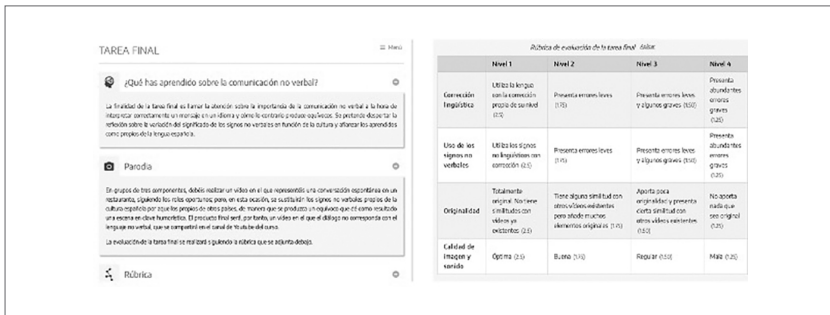 TAREA FINAL
Menú
¿Qué has aprendido sobre la comunicación no verbal?
La finalidad de la tarea final es llamar la atención sobre la importancia de la comunicación no verbal a la hora de
interpretar correctamente un mensaje en un idioma y cómo lo contrario produce equívocos. Se pretende despertar la
reflexión sobre la variación del significado de los signos no verbales en función de la cultura y afianzar los aprendidos
como propios de la lengua española.
Parodia
En grupos de tres componentes, debéis realizar un vídeo en el que representéis una conversación espontánea en un
restaurante, siguiendo los roles oportunos; pero, en esta ocasión, se sustituirán los signos no verbales propios de la
cultura española por aquellos propios de otros países, de manera que se produzca un equívoco que dé como resultado
una escena en clave humorística. El producto final será, por tanto, un vídeo en el que el diálogo no corresponda con el
lenguaje no verbal, que se compartirá en el canal de Youtube del curso.
La evaluación de la tarea final se realizará siguiendo la rúbrica que se adjunta debajo.
Rúbrica
Rúbrica de evaluación de la tarea final
Nivel 1 Nivel 2 Nivel 3 Nivel 4
Corrección
lingüística
Utiliza la lengua
con la corrección
propia de su nivel
(2.5)
Presenta errores leves
(1.75)
Presenta errores leves
y algunos graves (1.50)
Presenta
abundantes
errores
graves
(1.25)
Uso de los
signos no
verbales
Utiliza los signos
no lingüísticos con
corrección (2.5)
Presenta errores leves
(1.75)
Presenta errores leves
y algunos graves (1.50)
Presenta
abundantes
errores
graves
(1.25)
Originalidad
Totalmente
original. No tiene
similitudes con
vídeos ya
existentes (2.5)
Tiene alguna similitud con
otros vídeos existentes
pero añade muchos
elementos originales (1.75)
Aporta poca
originalidad y presenta
cierta similitud con
otros vídeos existentes
(1.50)
No aporta
nada que
sea original
(1.25)
Calidad de
imagen y
sonido
Óptima (2.5)
Buena (1.75)
Regular (1.50)
Mala (1.25)